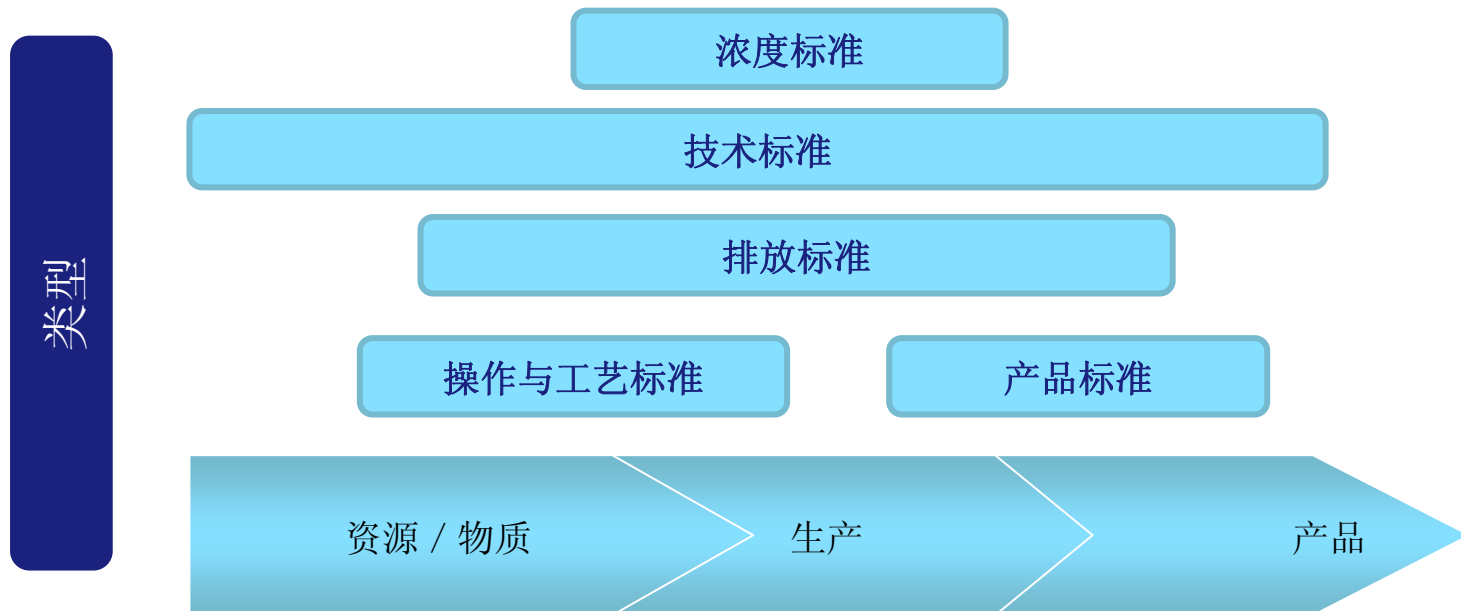 类型
浓度标准
技术标准
排放标准
操作与工艺标准
产品标准
资源 / 物质
生产
产品